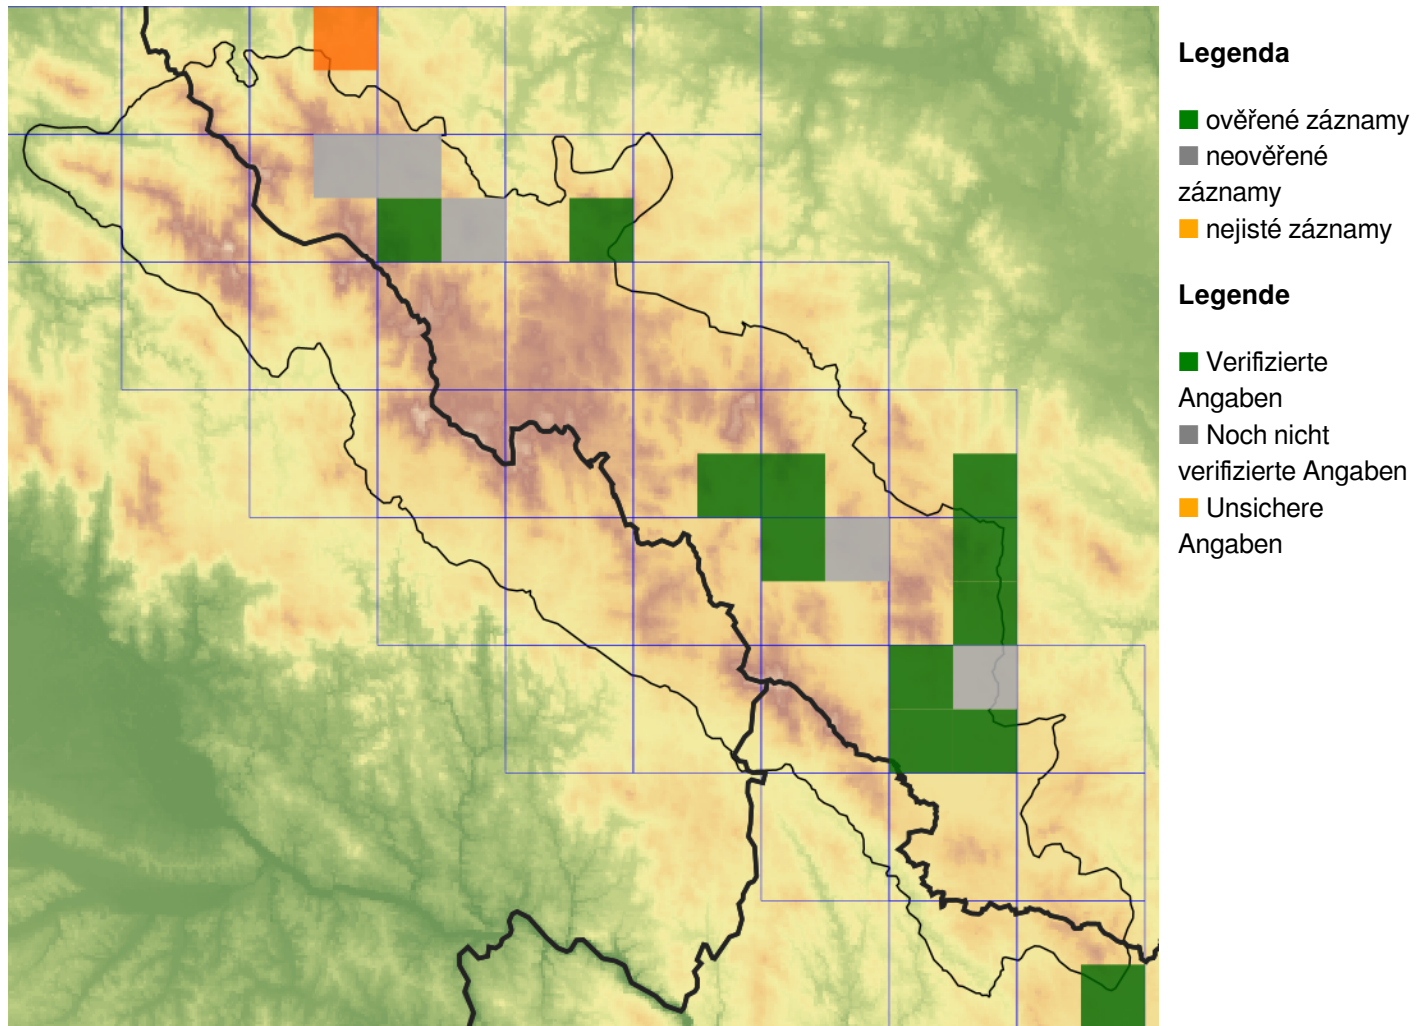 Legenda
ověřené záznamy
neověřené
záznamy
nejisté záznamy
Legende
Verifizierte
Angaben
Noch nicht
verifizierte Angaben
Unsichere
Angaben